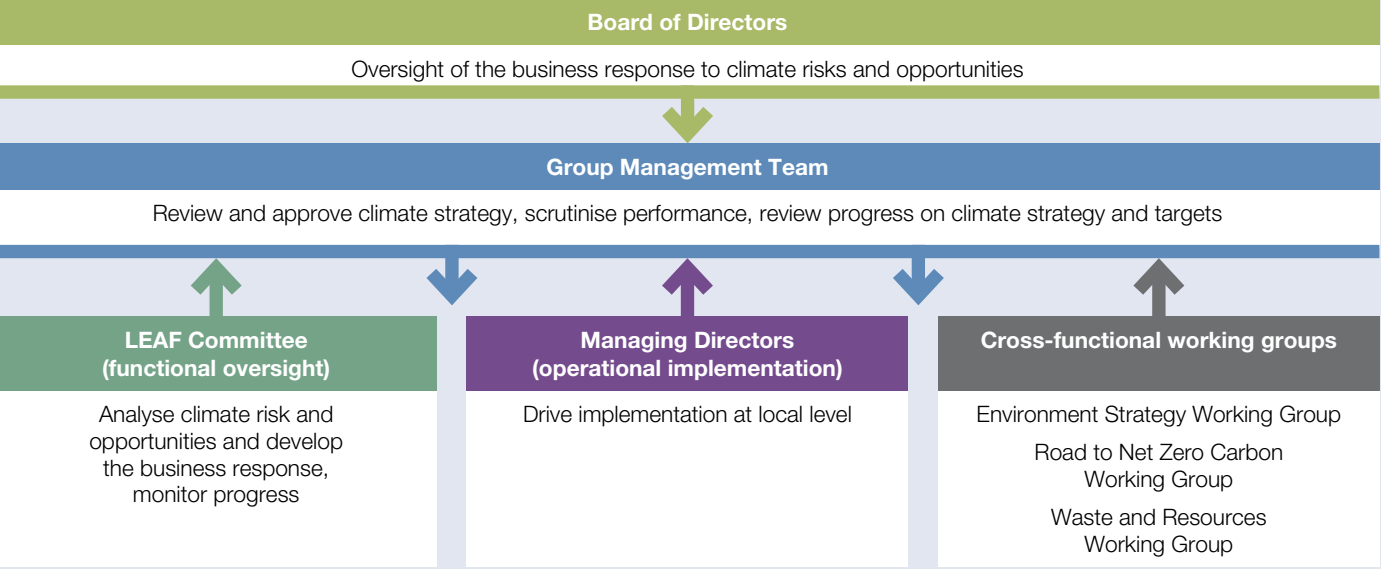 Board of Directors
Oversight of the business response to climate risks and opportunities
Group Management Team
Review and approve climate strategy, scrutinise performance, review progress on climate strategy and targets
LEAF Committee
(functional oversight)
Analyse climate risk and
opportunities and develop
the business response,
monitor progress
Managing Directors
(operational implementation)
Drive implementation at local level
Cross-functional working groups
Environment Strategy Working Group
Road to Net Zero Carbon
Working Group
Waste and Resources
Working Group